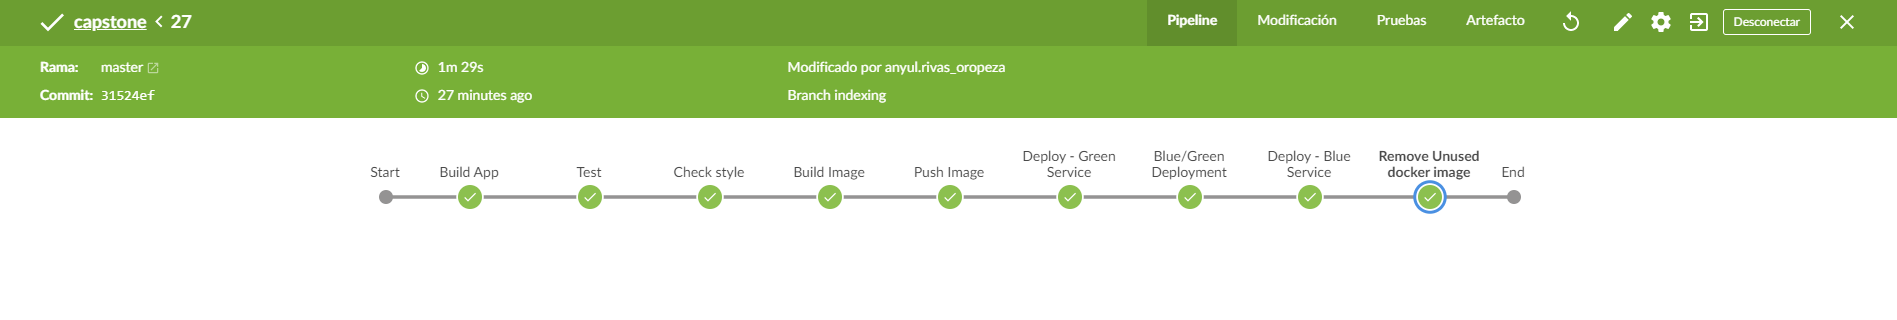 capstone < 27
Pipeline
Modificación
Pruebas
Artefacto
Desconectar
Rama: master
1m 29s
Modificado por anyul.rivas_oropeza
Commit: 31524ef
27 minutes ago
Branch indexing
Start
Build App
Test
Check style
Build Image
Push Image
Deploy - Green
Service
Blue/Green
Deployment
Deploy - Blue
Service
Remove Unused
docker image
End